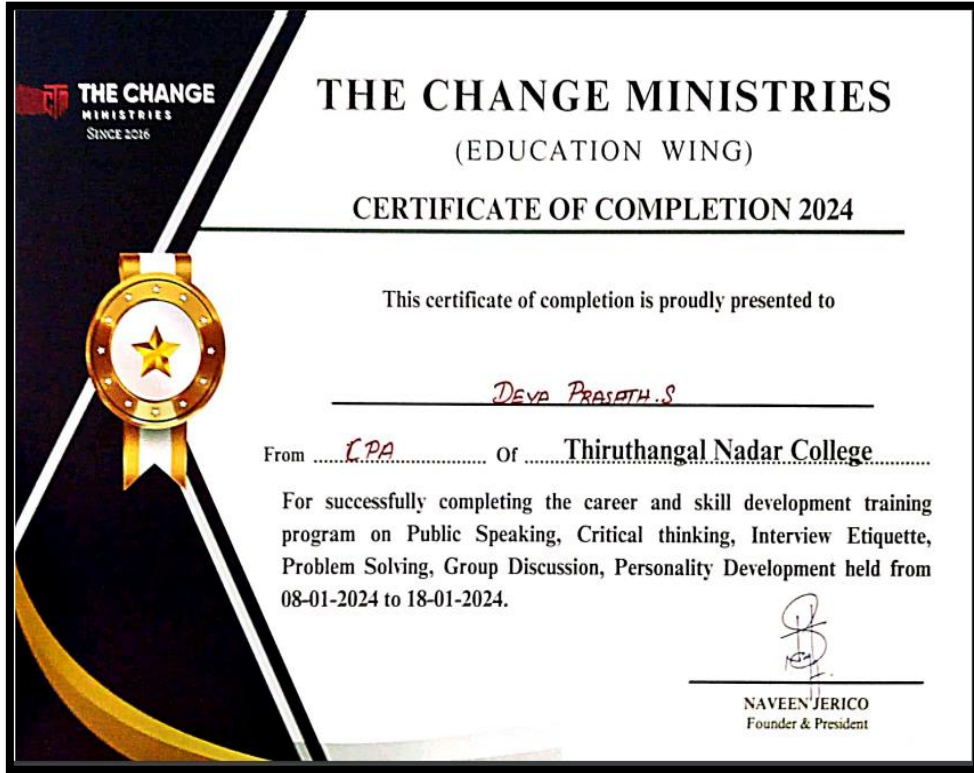 THE CHANGE
MINISTRIES
SINCE 2016
THE CHANGE MINISTRIES
(EDUCATION WING)
CERTIFICATE OF COMPLETION 2024
This certificate of completion is proudly presented to
DEVA PRASATH.S
From CPA Of Thiruthangal Nadar College
For successfully completing the career and skill development training
program on Public Speaking, Critical thinking, Interview Etiquette,
Problem Solving, Group Discussion, Personality Development held from
08-01-2024 to 18-01-2024.
NAVEEN JERICO
Founder & President